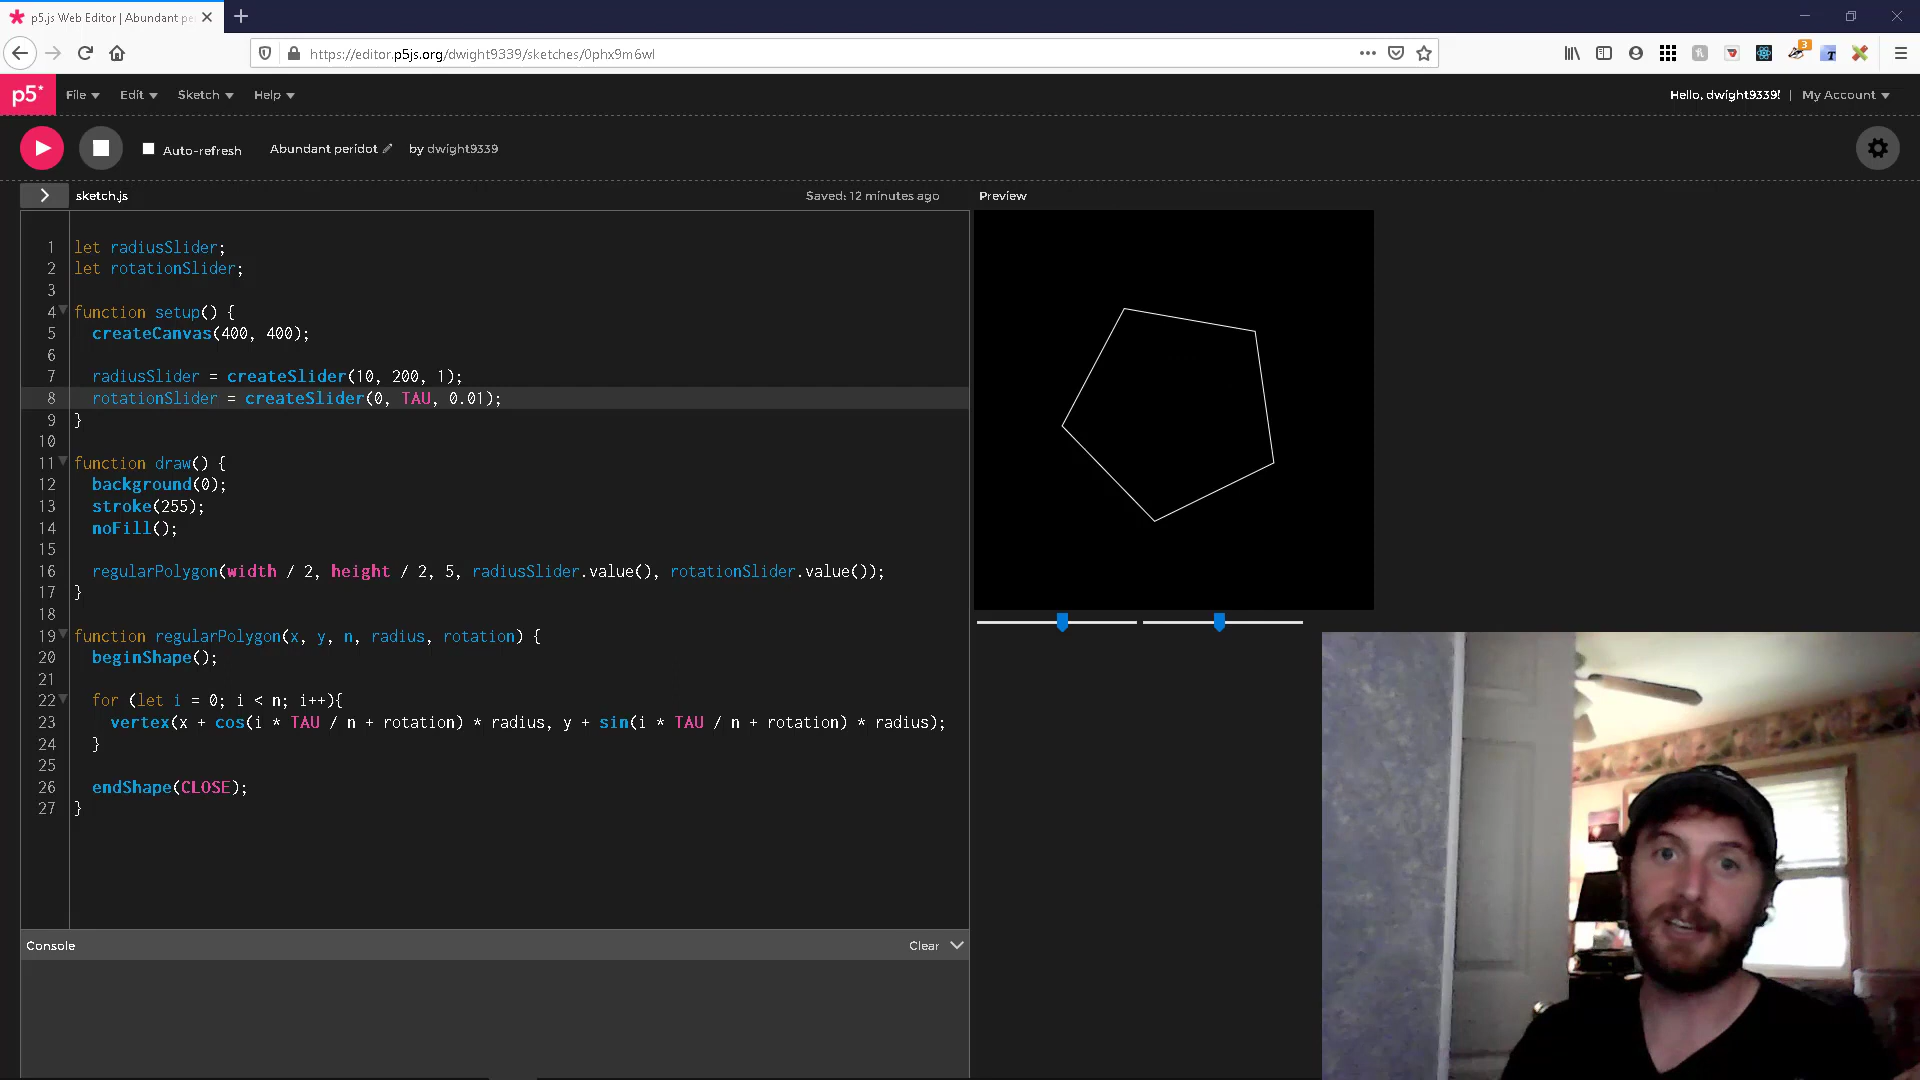 p5.js Web Editor | Abundant pe
https://editor.p5js.org/dwight9339/sketches/0phx9m6wl
3
p5*
File
Edit
Sketch
Help
Hello, dwight9339!
|
My Account
Auto-refresh
Abundant peridot
by dwight9339
sketch.js
Saved: 12 minutes ago
Preview
1 let radiusSlider;
2 let rotationSlider;
3
4 function setup() {
5 createCanvas(400, 400);
6
7 radiusSlider = createSlider(10, 200, 1);
8 rotationSlider = createSlider(0, TAU, 0.01);
9 }
10
11 function draw() {
12 background(0);
13 stroke(255);
14 noFill();
15
16 regularPolygon(width / 2, height / 2, 5, radiusSlider.value(), rotationSlider.value());
17 }
18
19 function regularPolygon(x, y, n, radius, rotation) {
20 beginShape();
21
22 for (let i = 0; i < n; i++){
23 vertex(x + cos(i * TAU / n + rotation) * radius, y + sin(i * TAU / n + rotation) * radius);
24 }
25
26 endShape(CLOSE);
27 }
Console
Clear